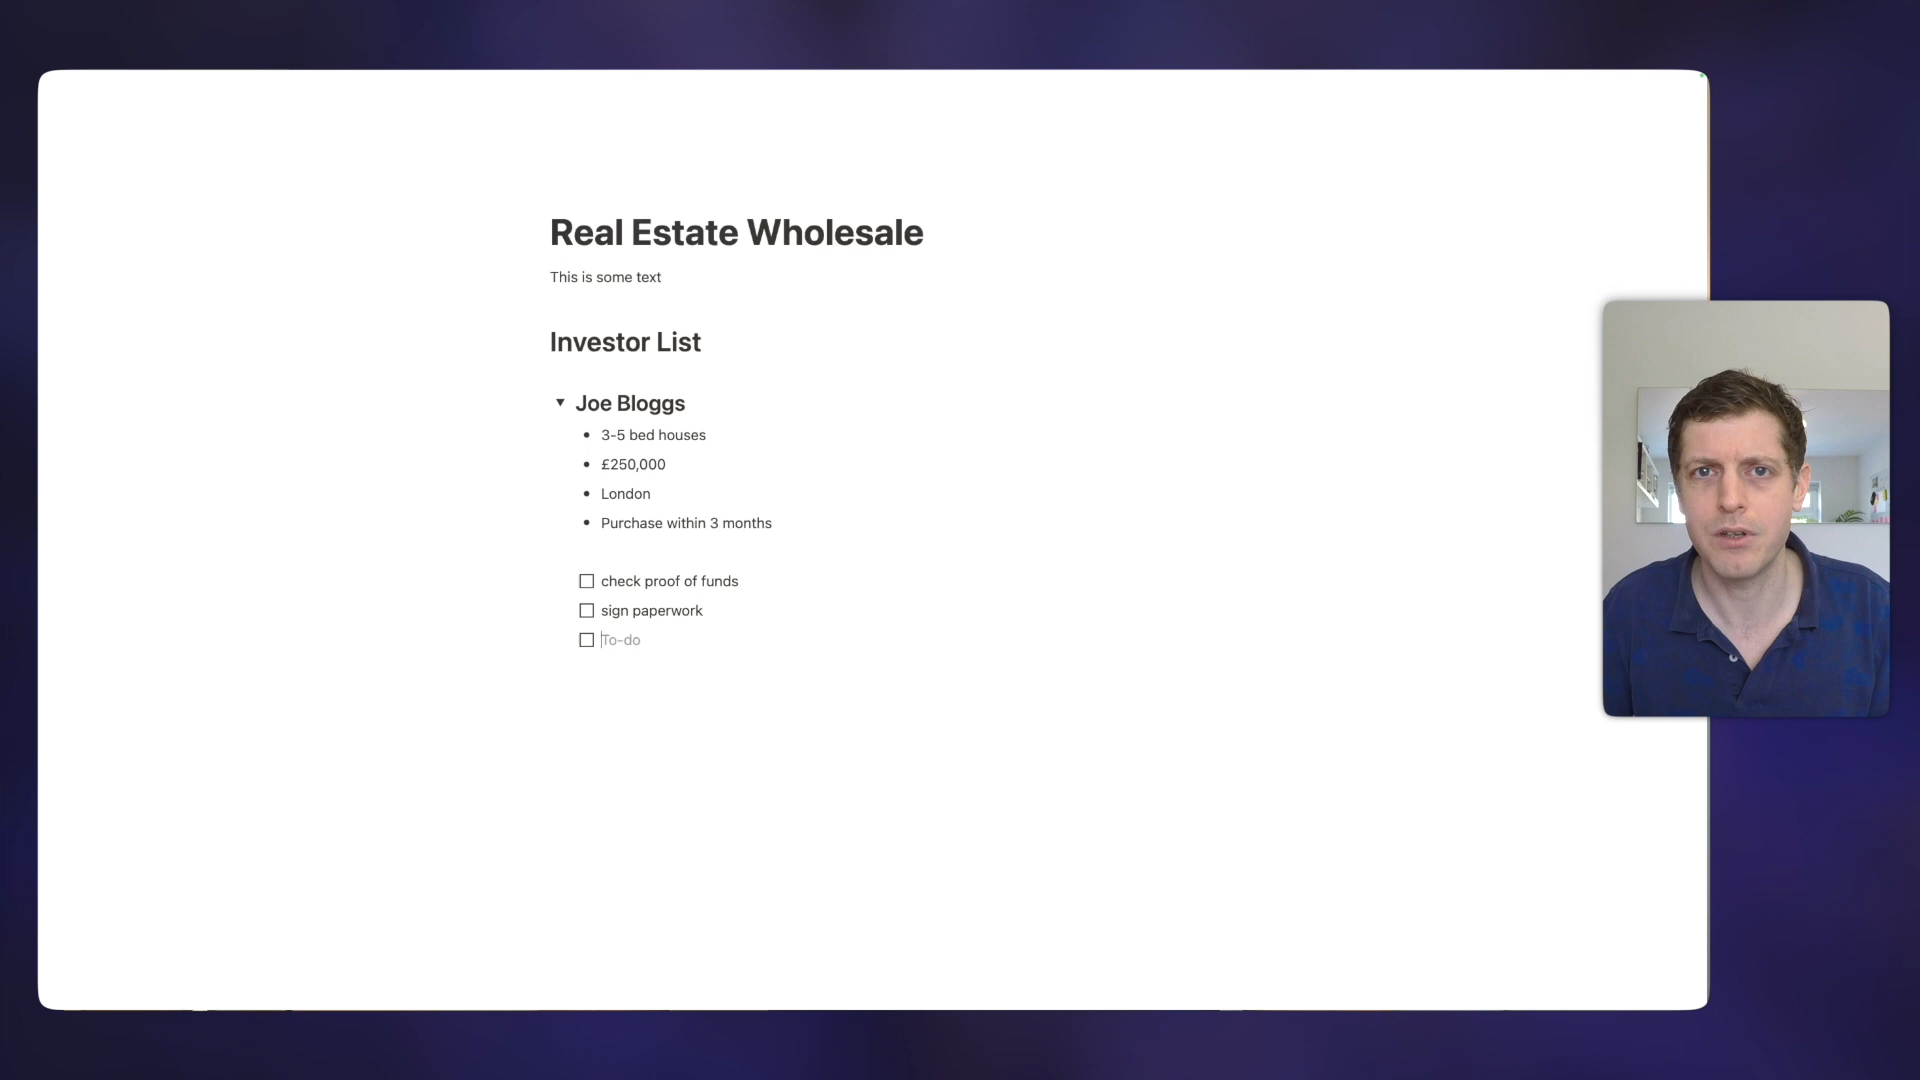 Real Estate Wholesale
This is some text
Investor List
Joe Bloggs
3-5 bed houses
£250,000
London
Purchase within 3 months
check proof of funds
sign paperwork
To-do